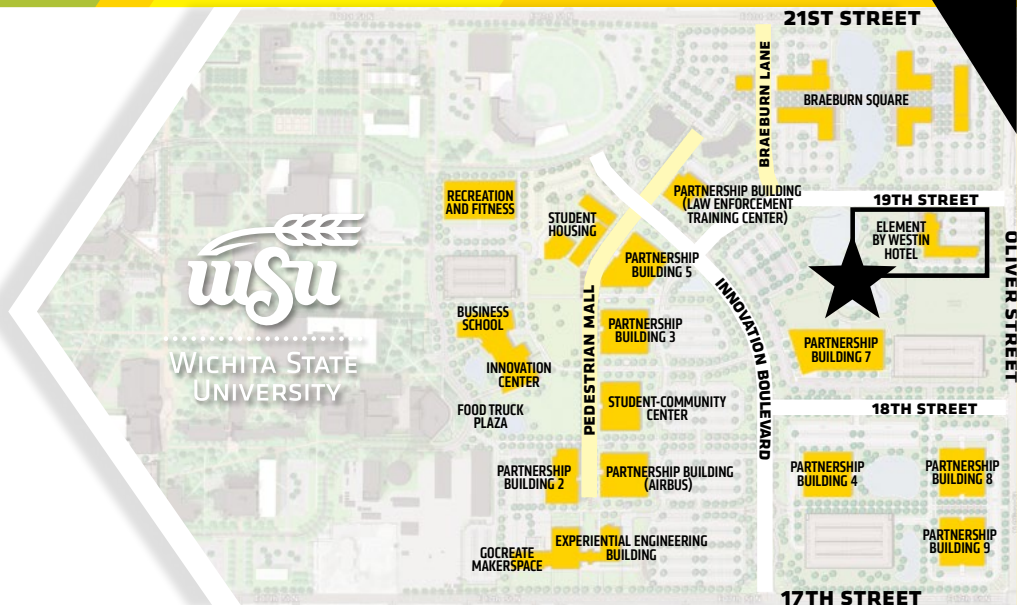 21ST STREET
BRAEBURN LANE
BRAEBURN SQUARE
RECREATION
AND FITNESS
STUDENT
HOUSING
PARTNERSHIP BUILDING
(LAW ENFORCEMENT
TRAINING CENTER)
19TH STREET
ELEMENT
BY WESTIN
HOTEL
OLIVER STREET
PARTNERSHIP
BUILDING 5
wsu
WICHITA STATE
UNIVERSITY
BUSINESS
SCHOOL
INNOVATION
CENTER
FOOD TRUCK
PLAZA
PEDESTRIAN MALL
PARTNERSHIP
BUILDING 3
INNOVATION BOULEVARD
PARTNERSHIP
BUILDING 7
STUDENT-COMMUNITY
CENTER
18TH STREET
PARTNERSHIP
BUILDING 2
PARTNERSHIP BUILDING
(AIRBUS)
PARTNERSHIP
BUILDING 4
PARTNERSHIP
BUILDING 8
GOCREATE
MAKERSPACE
EXPERIENTIAL ENGINEERING
BUILDING
PARTNERSHIP
BUILDING 9
17TH STREET